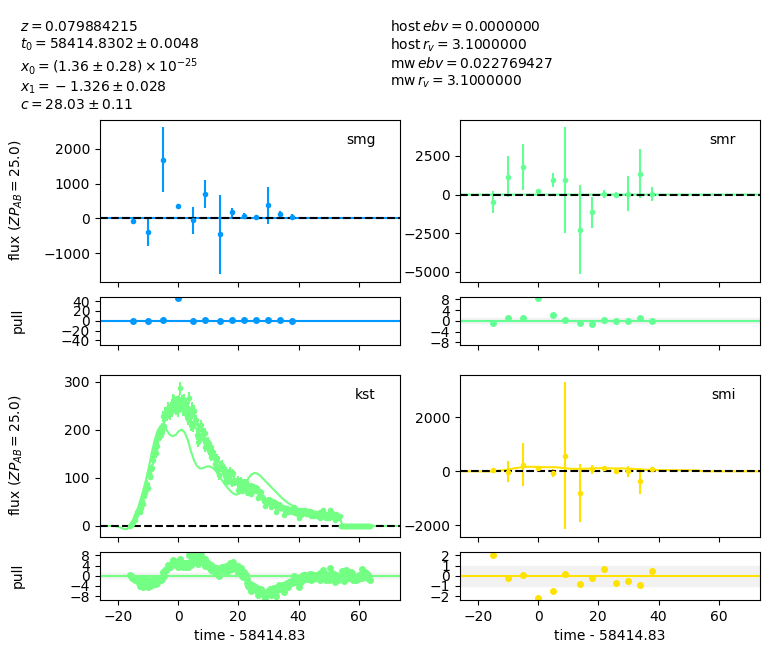 z = 0.079884215
t₀ = 58414.8302 ± 0.0048
x₀ = (1.36 ± 0.28) × 10⁻²⁵
x₁ = −1.326 ± 0.028
c = 28.03 ± 0.11
host ebv = 0.0000000
host r_v = 3.1000000
mw ebv = 0.022769427
mw r_v = 3.1000000
smg
2000
1000
0
−1000
flux (ZP_AB = 25.0)
smr
2500
0
−2500
−5000
40
20
0
−20
−40
pull
8
4
0
−4
−8
kst
300
200
100
0
flux (ZP_AB = 25.0)
smi
2000
0
−2000
8
4
0
−4
−8
pull
−20 0 20 40 60
time - 58414.83
2
1
0
−1
−2
−20 0 20 40 60
time - 58414.83